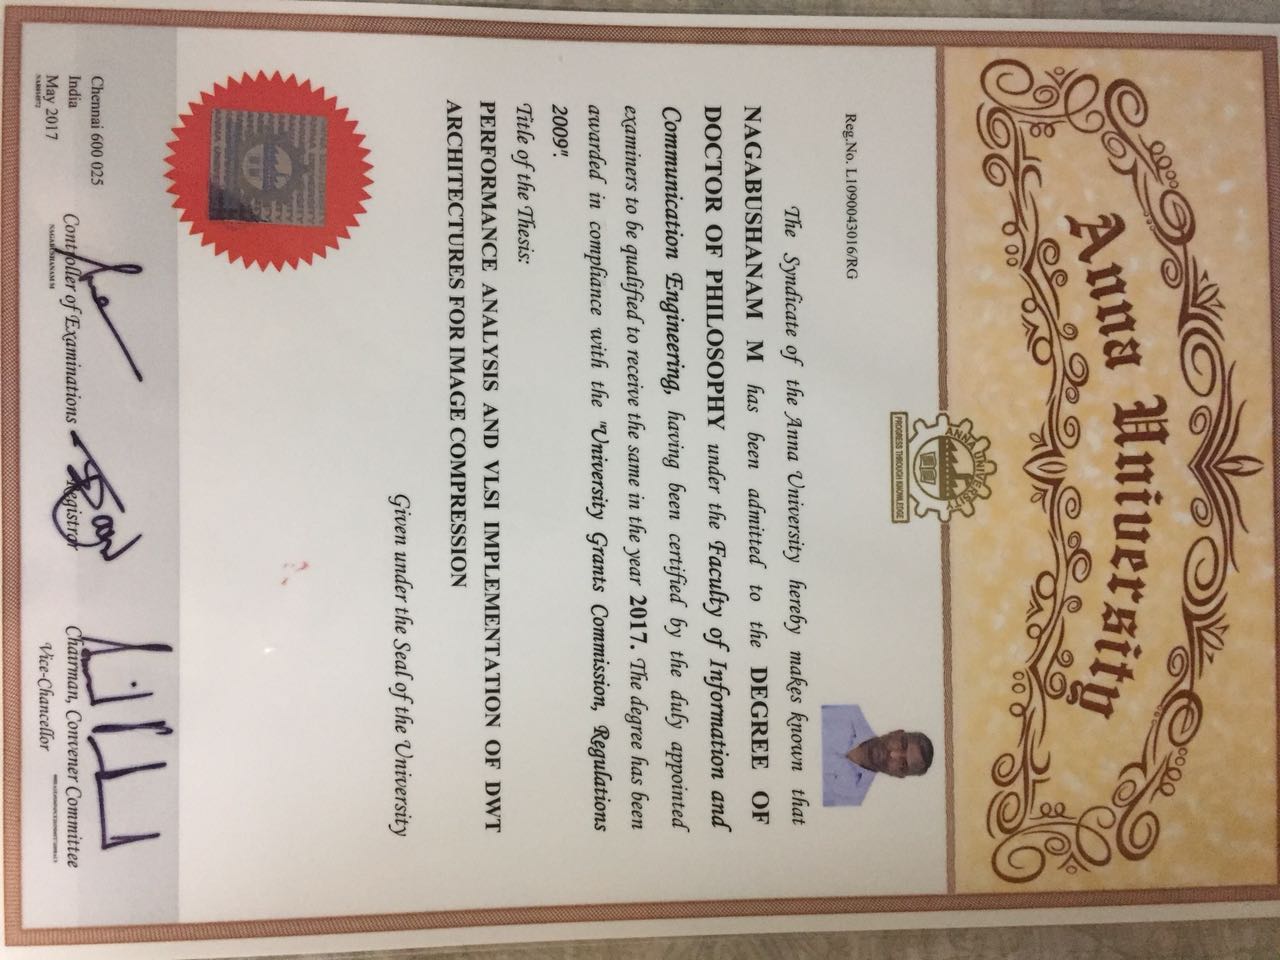 Anna University
ANNA UNIVERSITY
PROGRESS THROUGH KNOWLEDGE
Reg.No. L1090043016/RG
The Syndicate of the Anna University hereby makes known that
NAGABUSHANAM M has been admitted to the DEGREE OF
DOCTOR OF PHILOSOPHY under the Faculty of Information and
Communication Engineering, having been certified by the duly appointed
examiners to be qualified to receive the same in the year 2017. The degree has been
awarded in compliance with the "University Grants Commission, Regulations
2009".
Title of the Thesis:
PERFORMANCE ANALYSIS AND VLSI IMPLEMENTATION OF DWT
ARCHITECTURES FOR IMAGE COMPRESSION
Given under the Seal of the University
Chennai 600 025
India
May 2017
Controller of Examinations
Registrar
Chairman, Convener Committee
Vice-Chancellor
NAGABUSHANAM M